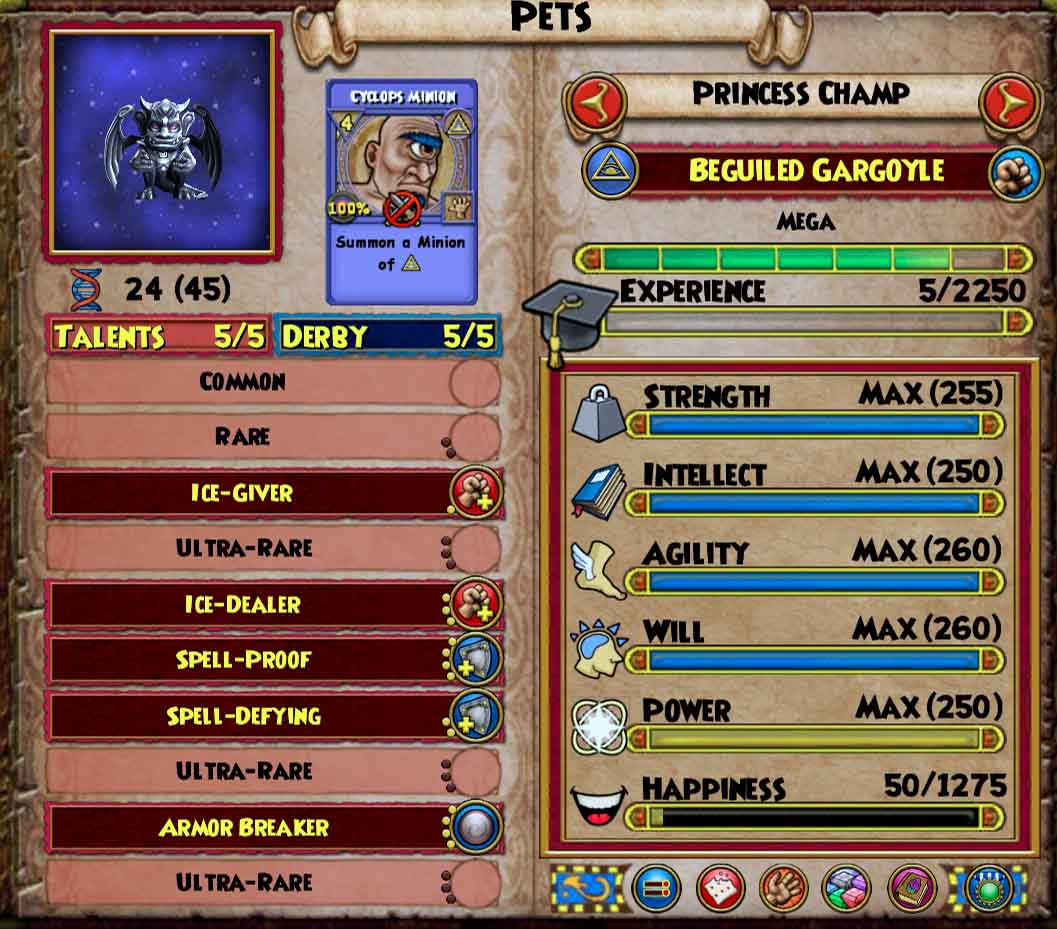 PETS
CYCLOPS MINION
4
100%
Summon a Minion
of
24 (45)
PRINCESS CHAMP
BEGUILED GARGOYLE
MEGA
EXPERIENCE 5/2250
TALENTS 5/5
DERBY 5/5
COMMON
RARE
ICE-GIVER
ULTRA-RARE
ICE-DEALER
SPELL-PROOF
SPELL-DEFYING
ULTRA-RARE
ARMOR BREAKER
ULTRA-RARE
STRENGTH MAX (255)
INTELLECT MAX (250)
AGILITY MAX (260)
WILL MAX (260)
POWER MAX (250)
HAPPINESS 50/1275